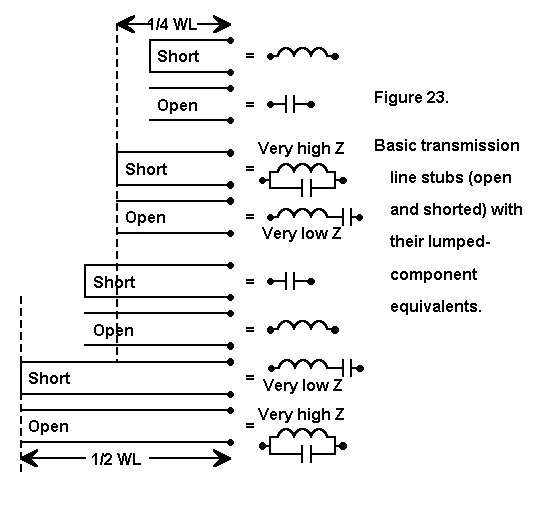 1/4 WL
Short
=
Open
=
Figure 23.
Very high Z
Short
=
Basic transmission
line stubs (open
and shorted) with
their lumped-
component
equivalents.
Open
=
Very low Z
Short
=
Open
=
Short
=
Very low Z
Very high Z
Open
=
1/2 WL